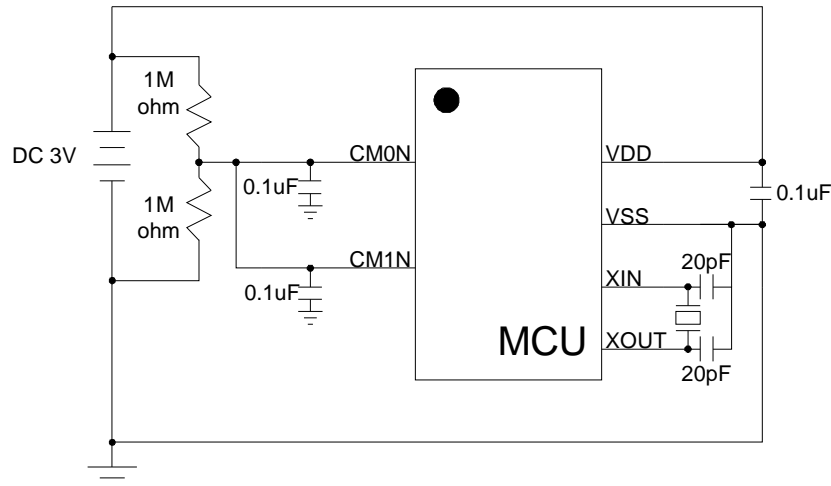 1M
ohm
DC 3V
1M
ohm
CM0N
0.1uF
CM1N
0.1uF
MCU
VDD
0.1uF
VSS
20pF
XIN
XOUT
20pF